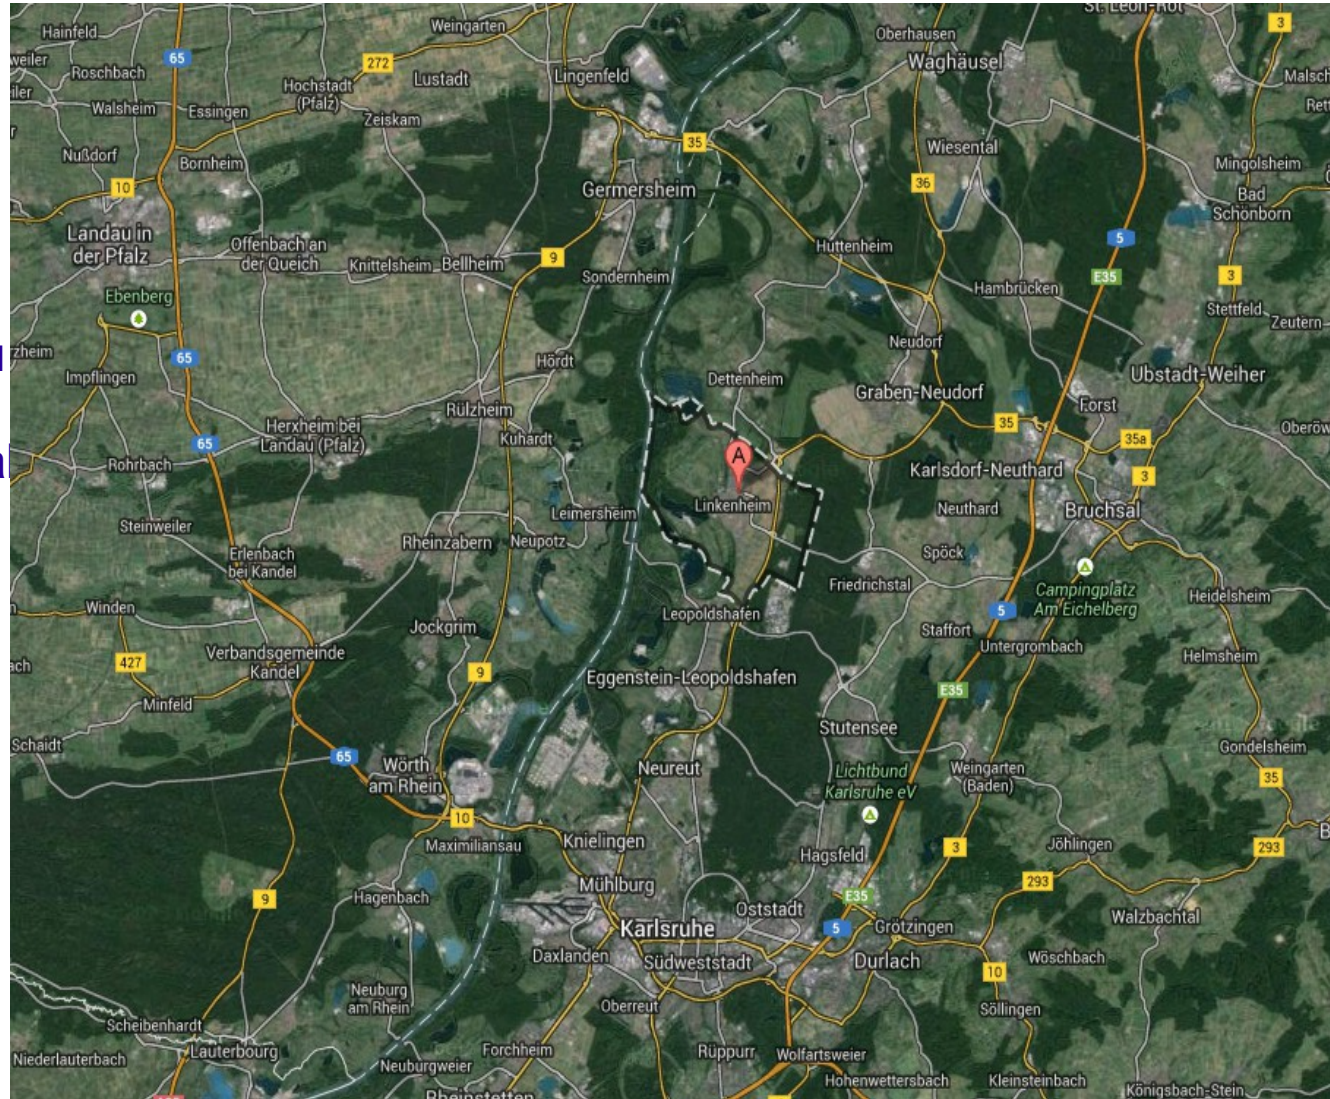 Hainfeld
Weingarten
Oberhausen
St. Leon-Rot
3
65
272
Waghäusel
weiler
Roschbach
Lustadt
Lingenfeld
Malsch
Hochstadt
(Pfalz)
Walsheim
Essingen
Zeiskam
Nußdorf
Bornheim
35
Wiesental
Mingolsheim
10
Germersheim
36
Bad
Schönborn
Landau in
der Pfalz
Offenbach an
der Queich
Knittelsheim
Bellheim
9
Huttenheim
5
E35
3
Sondernheim
Hambrücken
Ebenberg
Stettfeld
Zeutern
rzheim
65
Neudorf
Impflingen
Hördt
Dettenheim
Graben-Neudorf
Ubstadt-Weiher
Rülzheim
Forst
Herxheim bei
Landau (Pfalz)
65
Kuhardt
35
35a
Oberöw
Rohrbach
A
Karlsdorf-Neuthard
3
Steinweiler
Leimersheim
Linkenheim
Neuthard
Bruchsal
Rheinzabern
Neupotz
Erlenbach
bei Kandel
Spöck
Friedrichstal
Campingplatz
Am Eichelberg
Heidelsheim
Winden
Leopoldshafen
5
Jockgrim
Staffort
Untergrombach
Helmsheim
427
Verbandsgemeinde
Kandel
9
Eggenstein-Leopoldshafen
E35
Minfeld
Stutensee
Schaidt
65
Gondelsheim
Wörth
am Rhein
Neureut
Lichtbund
Karlsruhe eV
Weingarten
(Baden)
35
10
Maximiliansau
Knielingen
Hagsfeld
3
Jöhlingen
293
Mühlburg
293
9
Hagenbach
E35
Oststadt
Walzbachtal
Karlsruhe
5
Grötzingen
Daxlanden
Südweststadt
Durlach
Wöschbach
10
Neuburg
am Rhein
Oberreut
Söllingen
Scheibenhardt
Niederlauterbach
Lauterbourg
Forchheim
Rüppurr
Wolfartsweier
Neuburgweier
Hohenwettersbach
Kleinsteinbach
Königsbach-Stein
Rheinstetten